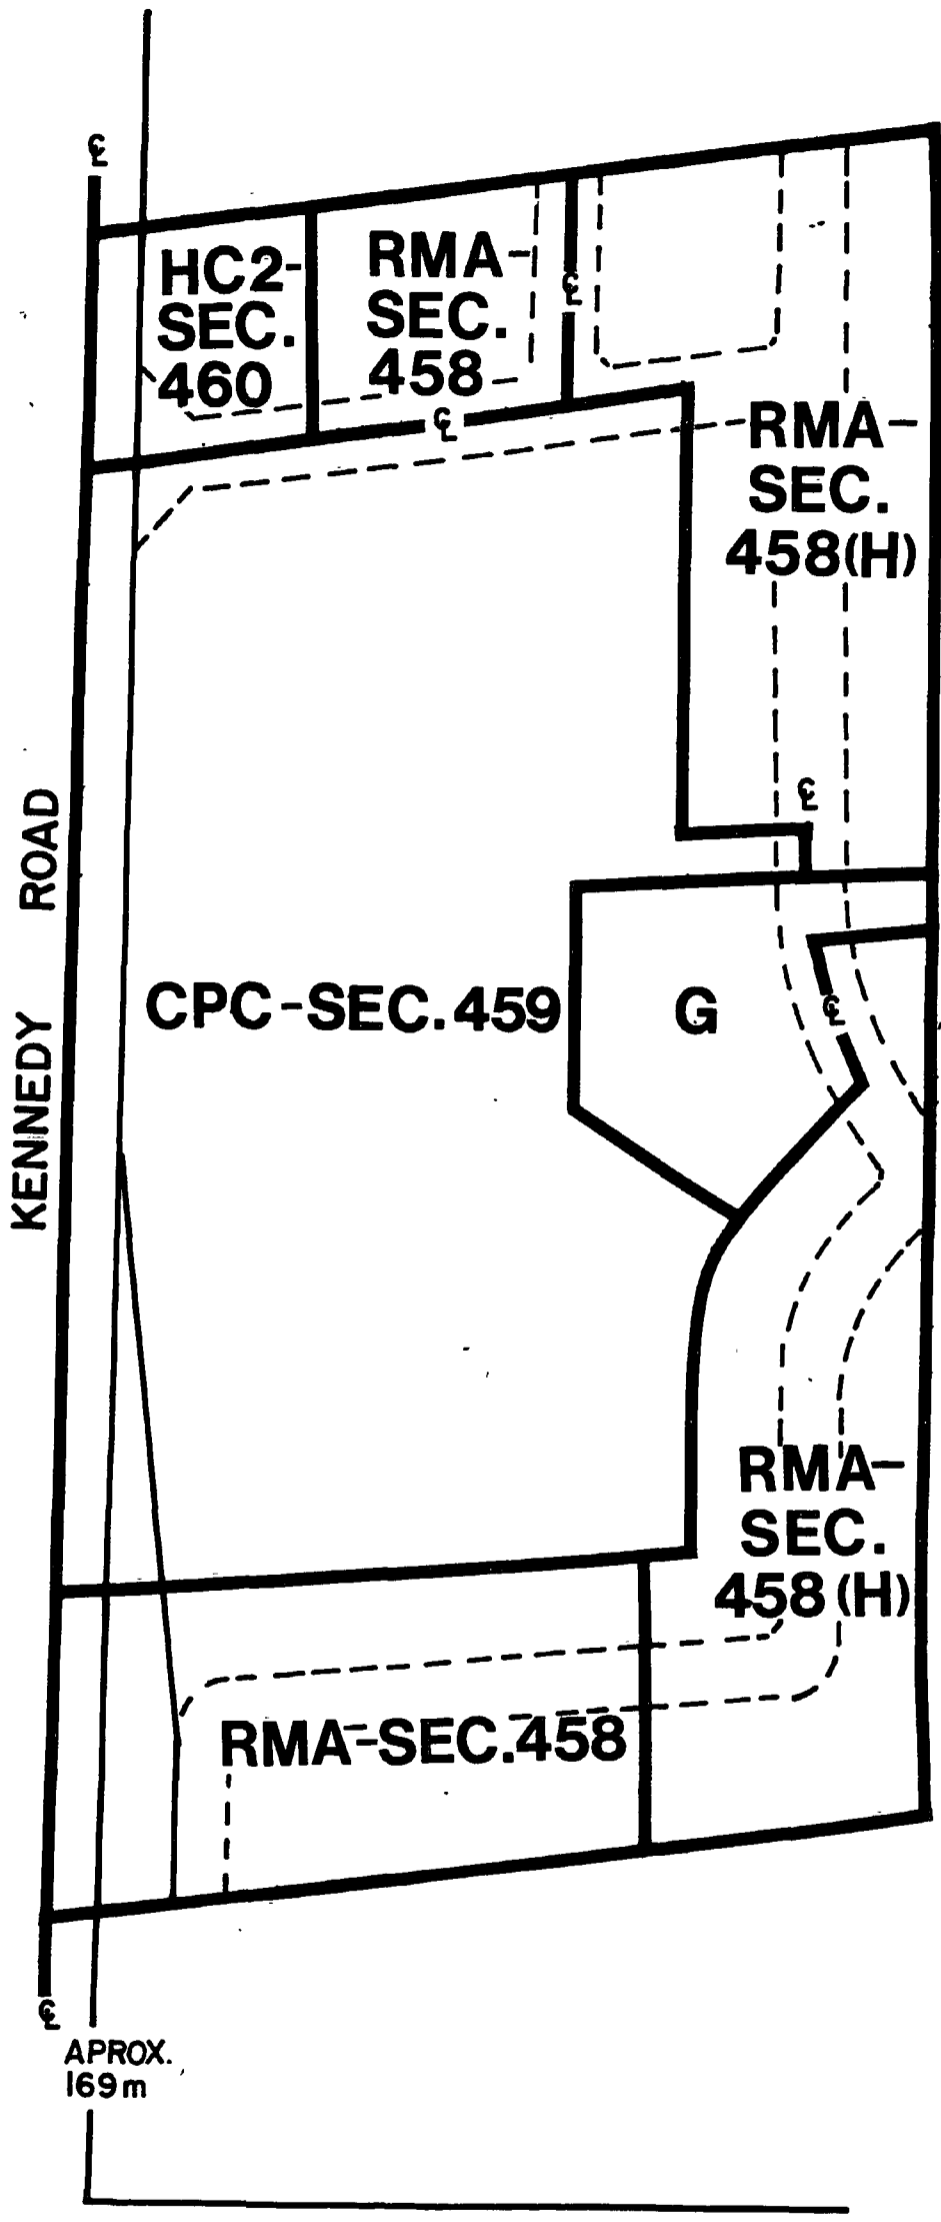 ℄
HC2-
SEC.
460
RMA-
SEC.
458
℄
℄
RMA-
SEC.
458(H)
℄
KENNEDY ROAD
CPC-SEC.459
G
℄
RMA-
SEC.
458(H)
RMA-SEC.458
℄
APROX.
169m